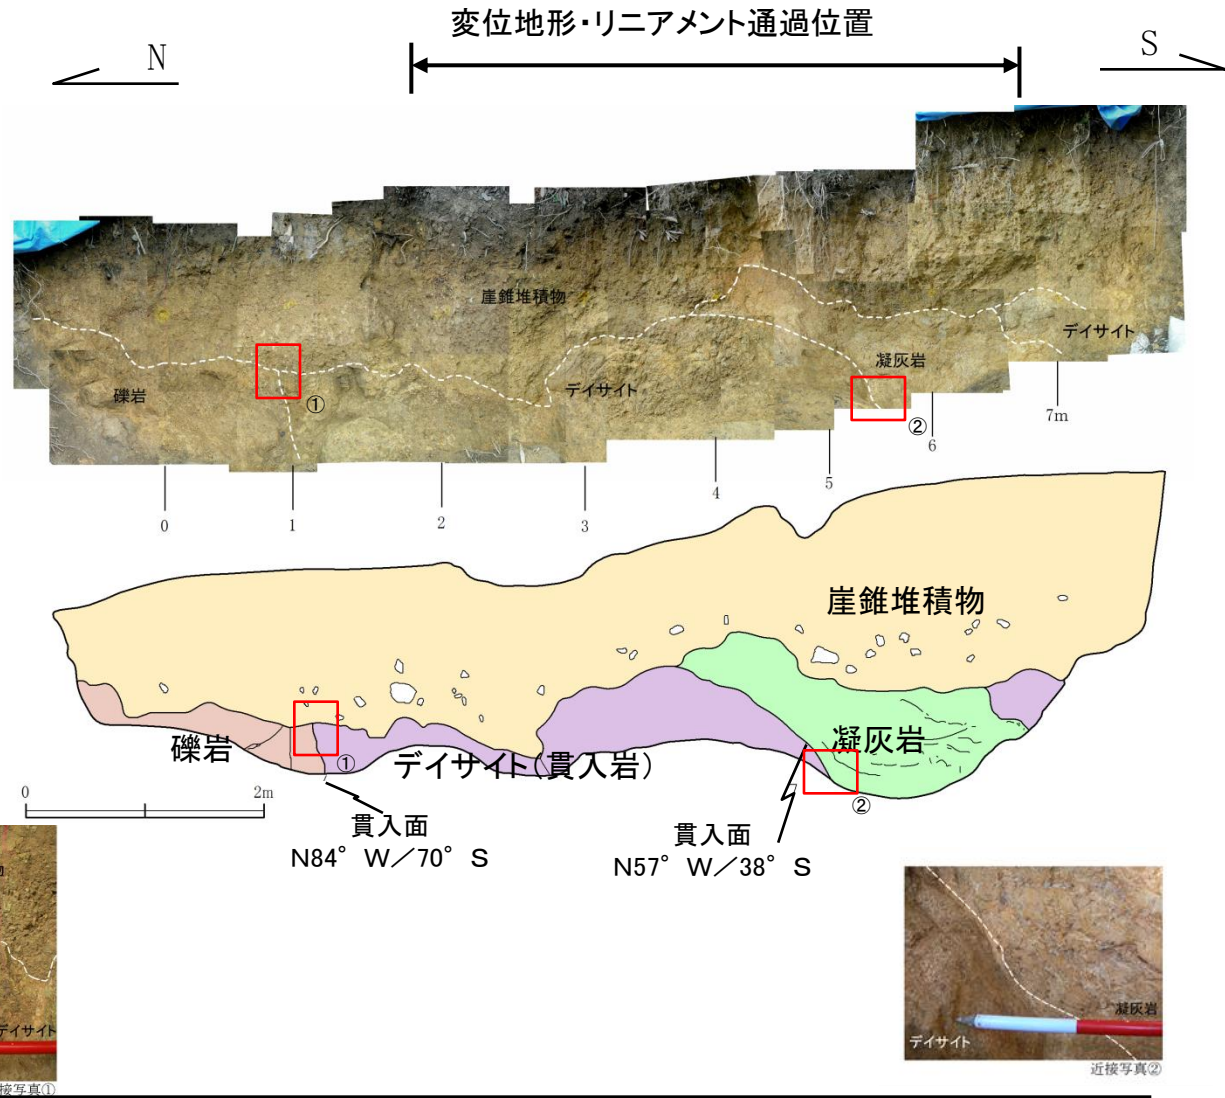 変位地形・リニアメント通過位置
N
S
崖錐堆積物
デイサイト
礫岩
①
デイサイト
凝灰岩
②
7m
6
5
4
3
2
1
0
崖錐堆積物
礫岩
①
デイサイト(貫入岩)
凝灰岩
②
0
2m
貫入面
N84°W/70°S
貫入面
N57°W/38°S
デイサイト
接写真①
凝灰岩
デイサイト
近接写真②